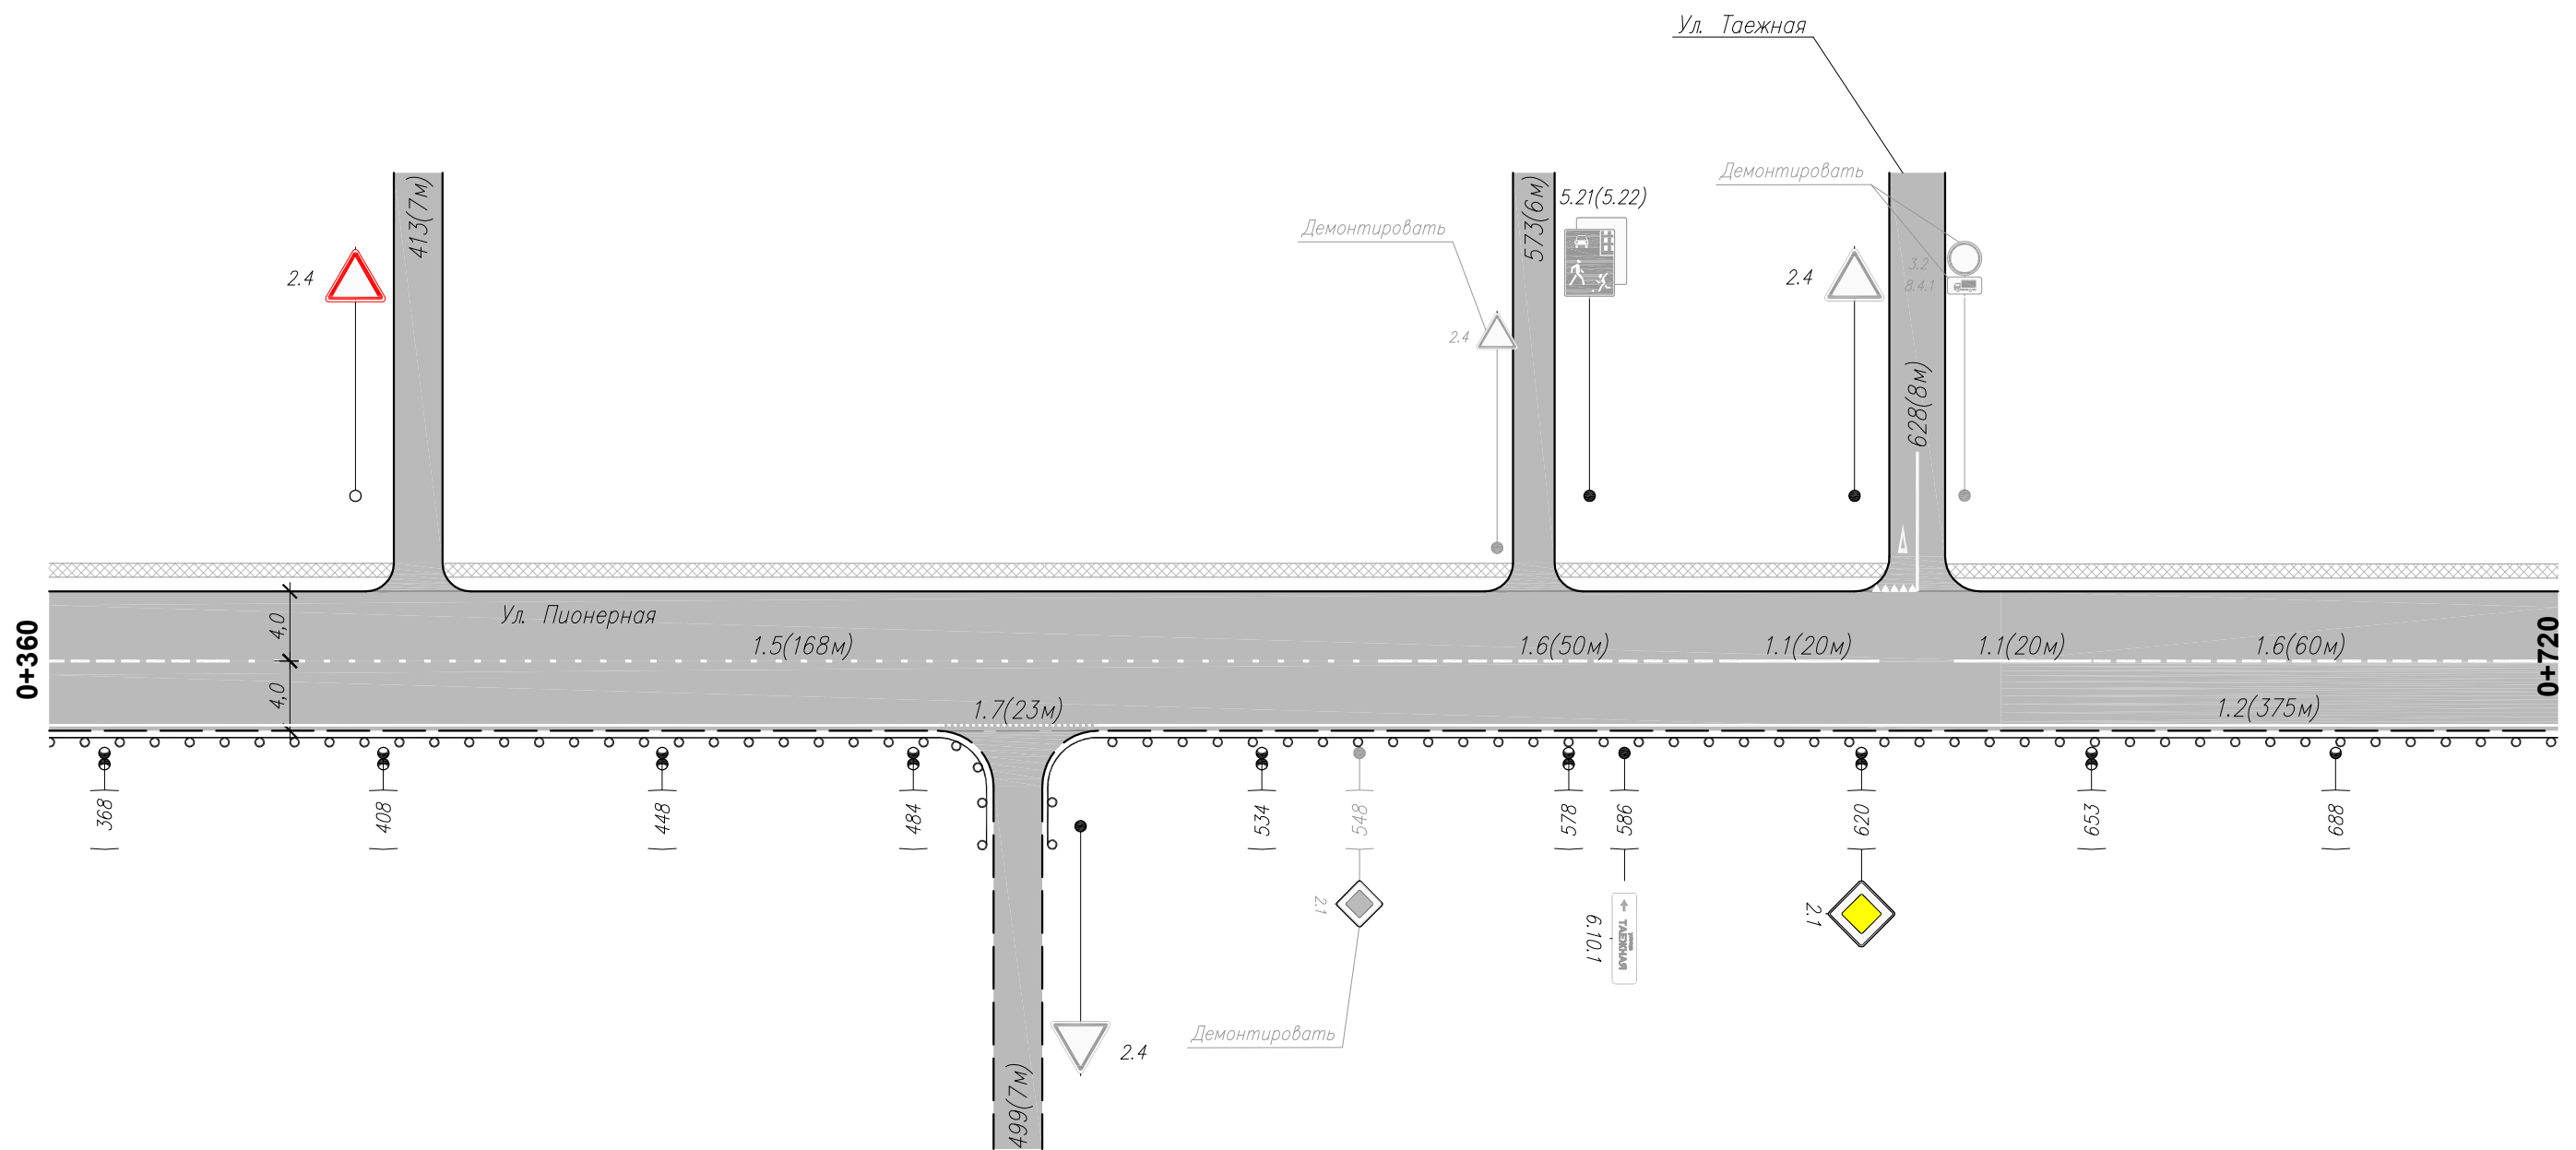 Ул. Таежная
Демонтировать
413(7м)
573(6м)
5.21(5.22)
Демонтировать
2.4
2.4
3.2
8.4.1
2.4
628(8м)
Ул. Пионерная
4,0
0+360
1.5(168м)
1.6(50м)
1.1(20м)
1.1(20м)
1.6(60м)
0+720
4,0
1.7(23м)
1.2(375м)
368
408
448
484
534
548
578
586
620
653
688
2.1
6.10.1
улица
ТАЕЖНАЯ
2.1
Демонтировать
2.4
499(7м)